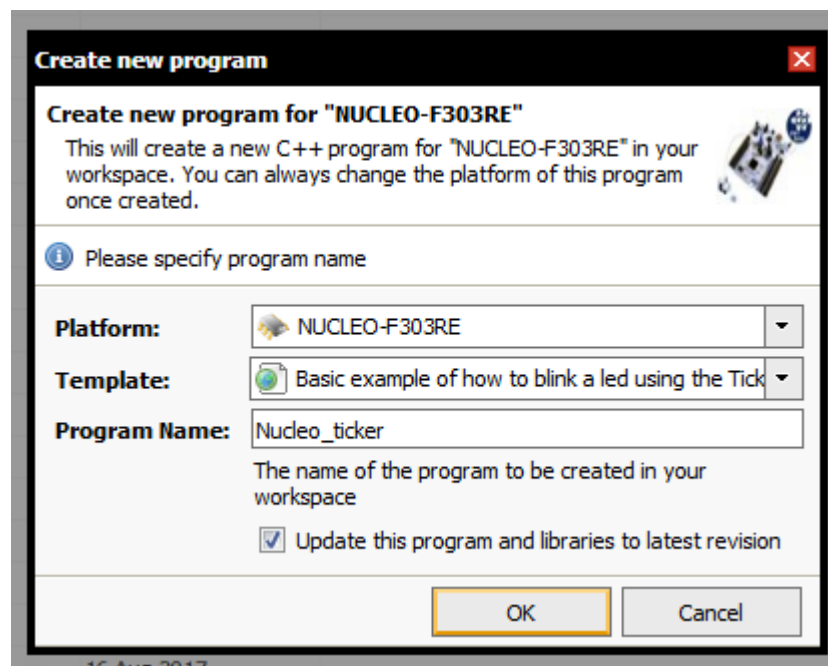 Create new program
Create new program for "NUCLEO-F303RE"
This will create a new C++ program for "NUCLEO-F303RE" in your
workspace. You can always change the platform of this program
once created.
Please specify program name
Platform: NUCLEO-F303RE
Template: Basic example of how to blink a led using the Tick
Program Name: Nucleo_ticker
The name of the program to be created in your
workspace
Update this program and libraries to latest revision
OK Cancel
16 Aug 2017